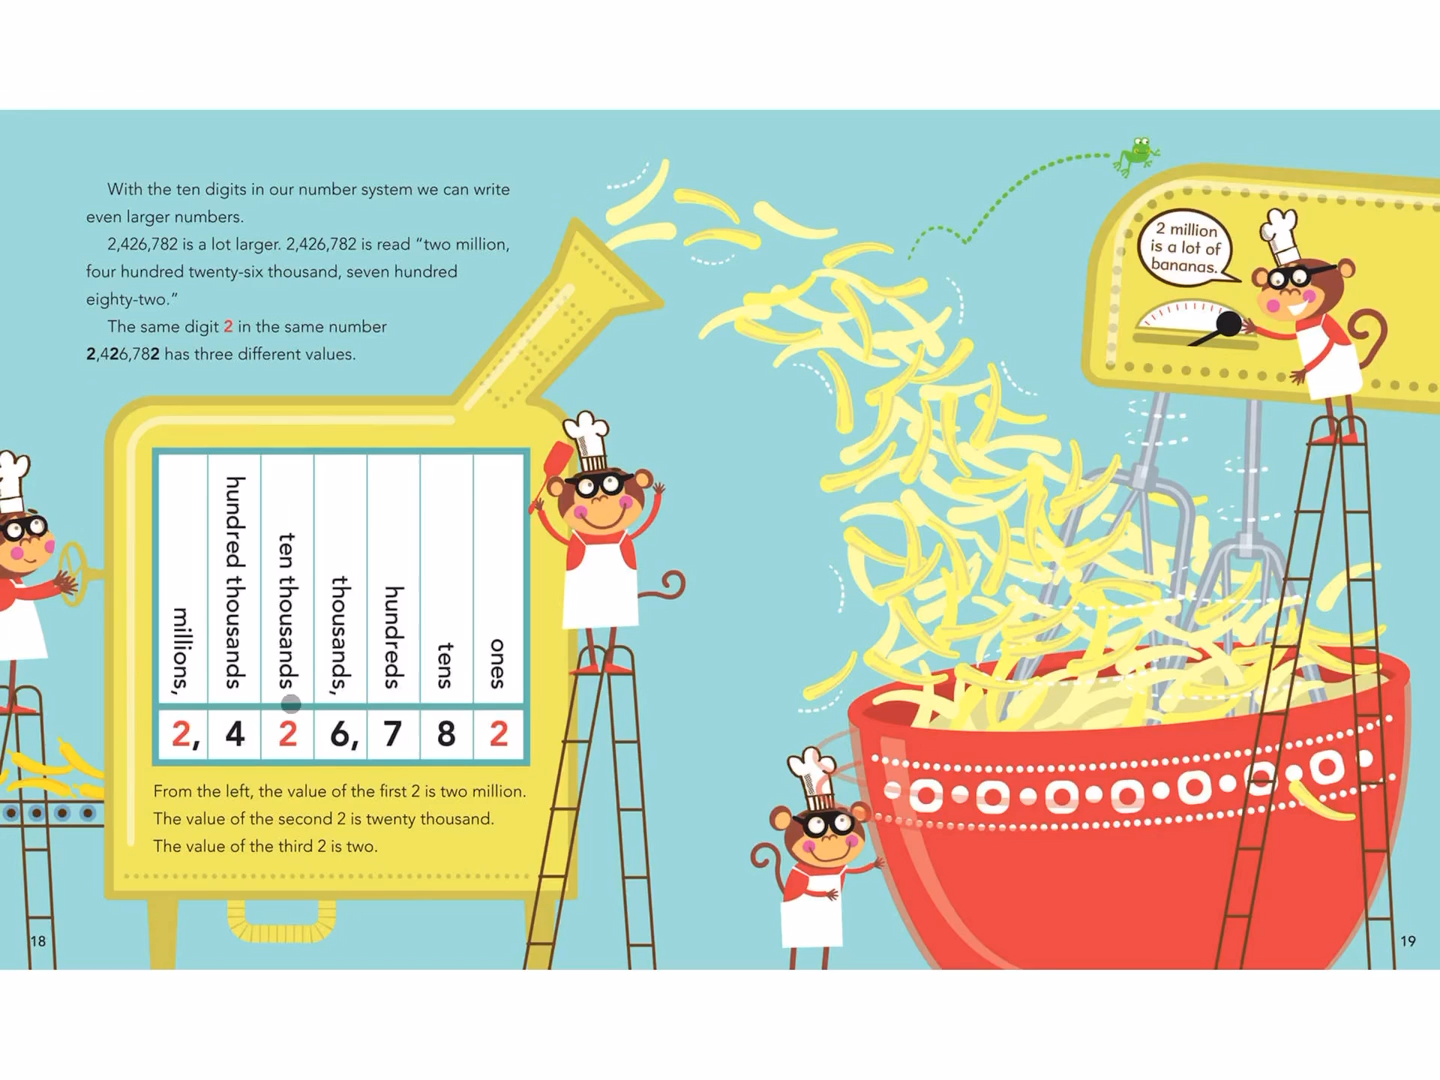 With the ten digits in our number system we can write
even larger numbers.
2,426,782 is a lot larger. 2,426,782 is read “two million,
four hundred twenty-six thousand, seven hundred
eighty-two.”
The same digit 2 in the same number
2,426,782 has three different values.
millions,
hundred thousands
ten thousands
thousands,
hundreds
tens
ones
2, 4 2 6, 7 8 2
From the left, the value of the first 2 is two million.
The value of the second 2 is twenty thousand.
The value of the third 2 is two.
18
2 million
is a lot of
bananas.
19